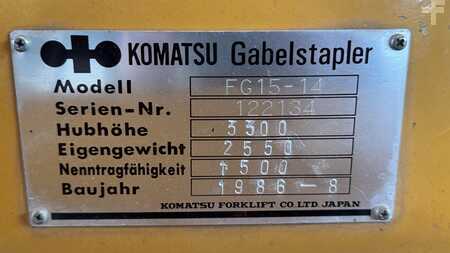 KOMATSU Gabelstapler
Modell FG15-14
Serien-Nr. 122134
Hubhöhe 3300
Eigengewicht 2550
Nenntragfähigkeit 1500
Baujahr 1986-8
KOMATSU FORKLIFT CO.LTD. JAPAN